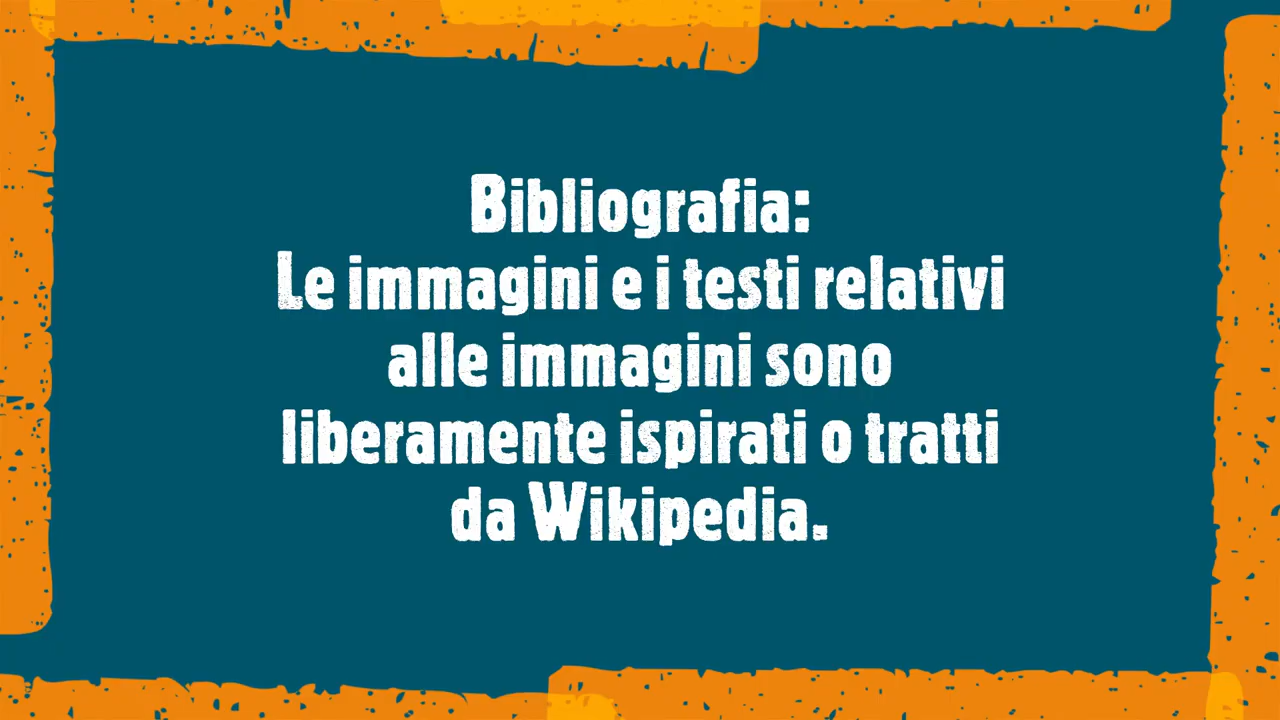 Bibliografia:
Le immagini e i testi relativi
alle immagini sono
liberamente ispirati o tratti
da Wikipedia.